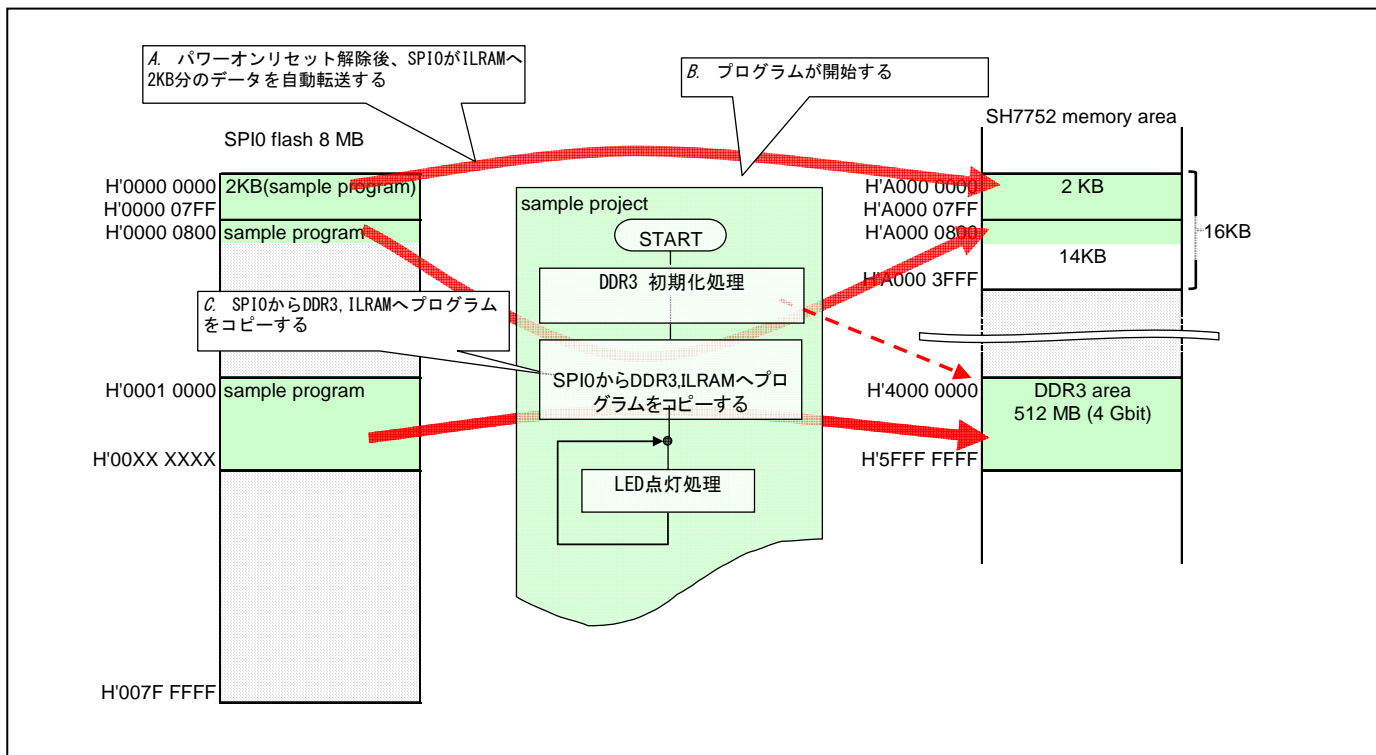 A. パワーオンリセット解除後、SPI0がILRAMへ
2KB分のデータを自動転送する
B. プログラムが開始する
SPI0 flash 8 MB
SH7752 memory area
H'0000 0000
2KB(sample program)
H'0000 07FF
H'0000 0800
sample program
C. SPI0からDDR3, ILRAMへプログラム
をコピーする
H'0001 0000
sample program
H'00XX XXXX
H'007F FFFF
sample project
START
DDR3 初期化処理
SPI0からDDR3,ILRAMへプロ
グラムをコピーする
LED点灯処理
H'A000 0000
2 KB
H'A000 07FF
H'A000 0800
14KB
H'A000 3FFF
16KB
H'4000 0000
DDR3 area
512 MB (4 Gbit)
H'5FFF FFFF